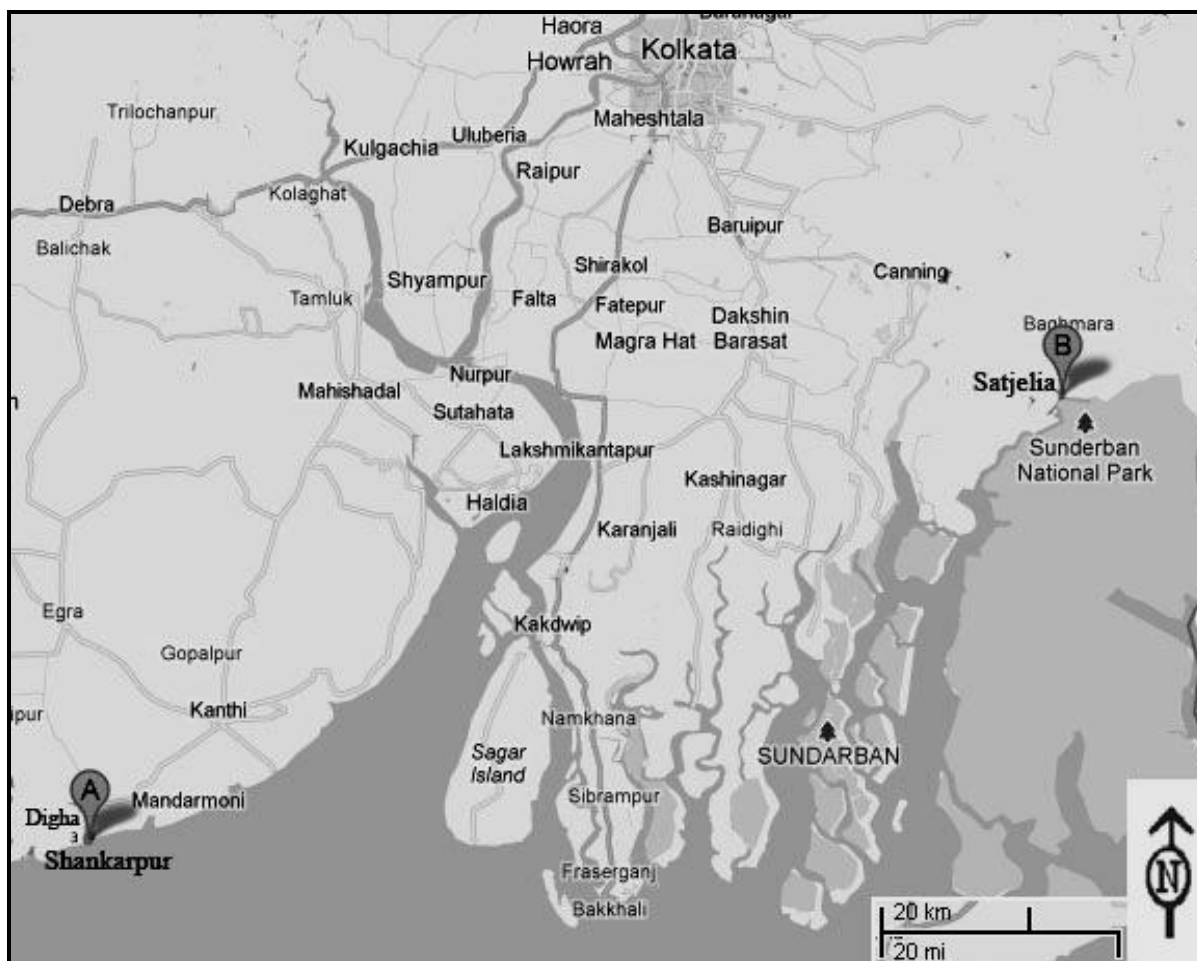 Haora
Kolkata
Howrah
Trilochanpur
Maheshtala
Uluberia
Kulgachia
Raipur
Kolaghat
Debra
Baruipur
Balichak
Shirakol
Canning
Shyampur
Tamluk
Falta
Fatepur
Dakshin
Barasat
Magra Hat
Baghmara
B
Nurpur
Satjelia
Mahishadal
Sutahata
Lakshmikantapur
Sunderban
National Park
Kashinagar
Haldia
Karanjali
Raidighi
Egra
Kakdwip
Gopalpur
ipur
Kanthi
Namkhana
Sagar
Island
SUNDARBAN
A
Mandarmoni
Sibrampur
Digha
3
Shankarpur
Fraserganj
Bakkhali
N
20 km
20 mi